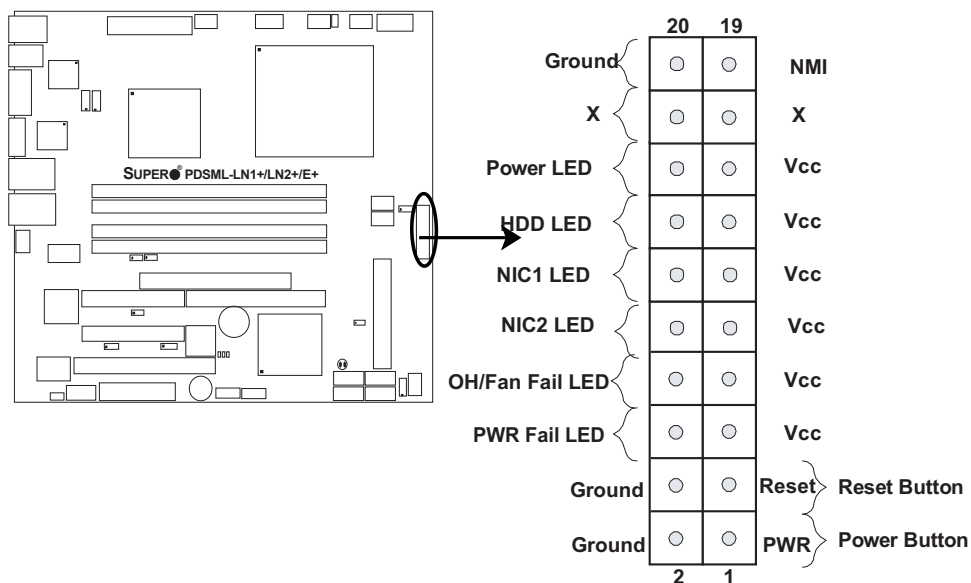 SUPER® PDSML-LN1+/LN2+/E+
20 19
Ground NMI
X X
Power LED Vcc
HDD LED Vcc
NIC1 LED Vcc
NIC2 LED Vcc
OH/Fan Fail LED Vcc
PWR Fail LED Vcc
Ground Reset Reset Button
Ground PWR Power Button
2 1